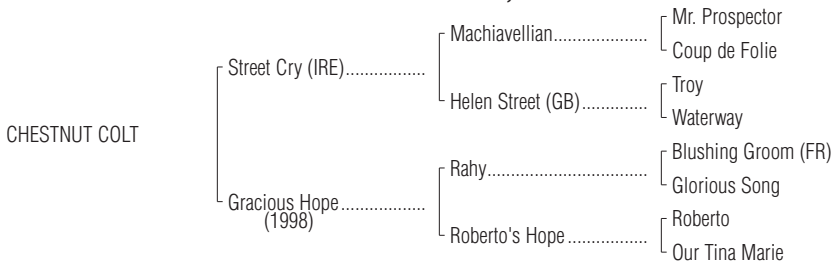 Mr. Prospector
Machiavellian....................
Coup de Folie
Street Cry (IRE).................
Troy
Helen Street (GB)..............
Waterway
CHESTNUT COLT
Blushing Groom (FR)
Rahy..................................
Glorious Song
Gracious Hope..................
(1998)
Roberto
Roberto's Hope.................
Our Tina Marie